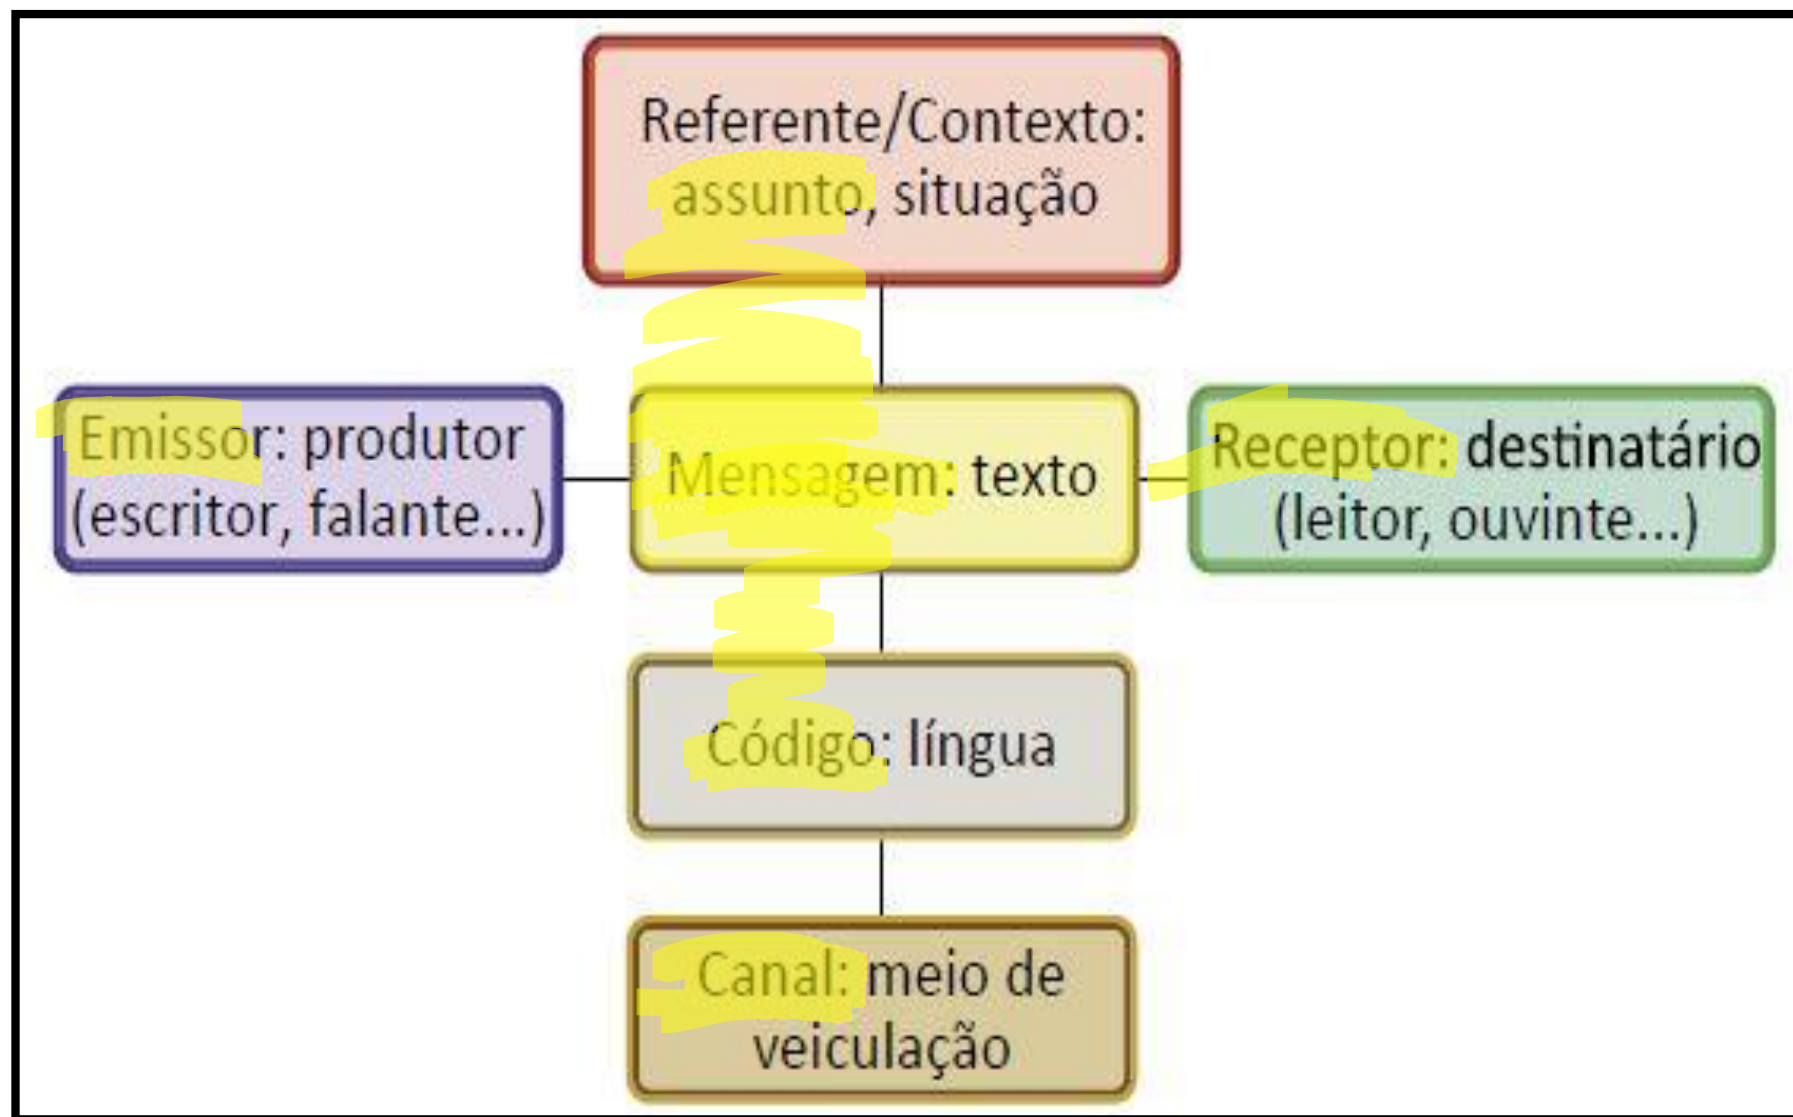 Referente/Contexto:
assunto, situação
Emissor: produtor
(escritor, falante...)
Mensagem: texto
Receptor: destinatário
(leitor, ouvinte...)
Código: língua
Canal: meio de
veiculação